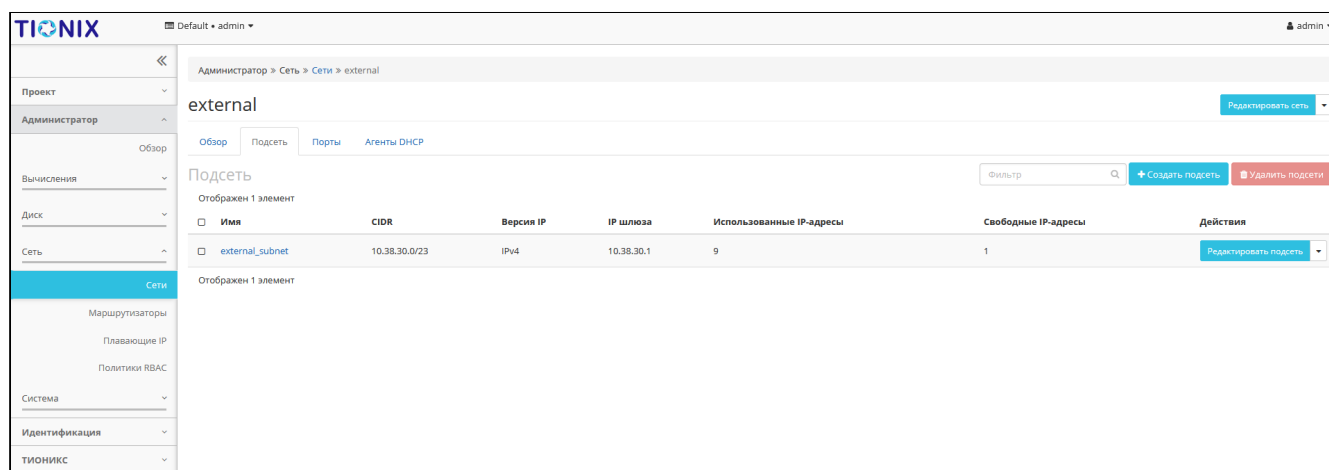 TIONIX
Default • admin
admin
Администратор » Сеть » Сети » external
Проект
Администратор
Обзор
Вычисления
Диск
Сеть
Сети
Маршрутизаторы
Плавающие IP
Политики RBAC
Система
Идентификация
ТИОНИКС
external
Редактировать сеть
Обзор Подсеть Порты Агенты DHCP
Подсеть
Фильтр
Создать подсеть
Удалить подсети
Отображен 1 элемент
Имя CIDR Версия IP IP шлюза Использованные IP-адресы Свободные IP-адресы Действия
external_subnet 10.38.30.0/23 IPv4 10.38.30.1 9 1 Редактировать подсеть
Отображен 1 элемент